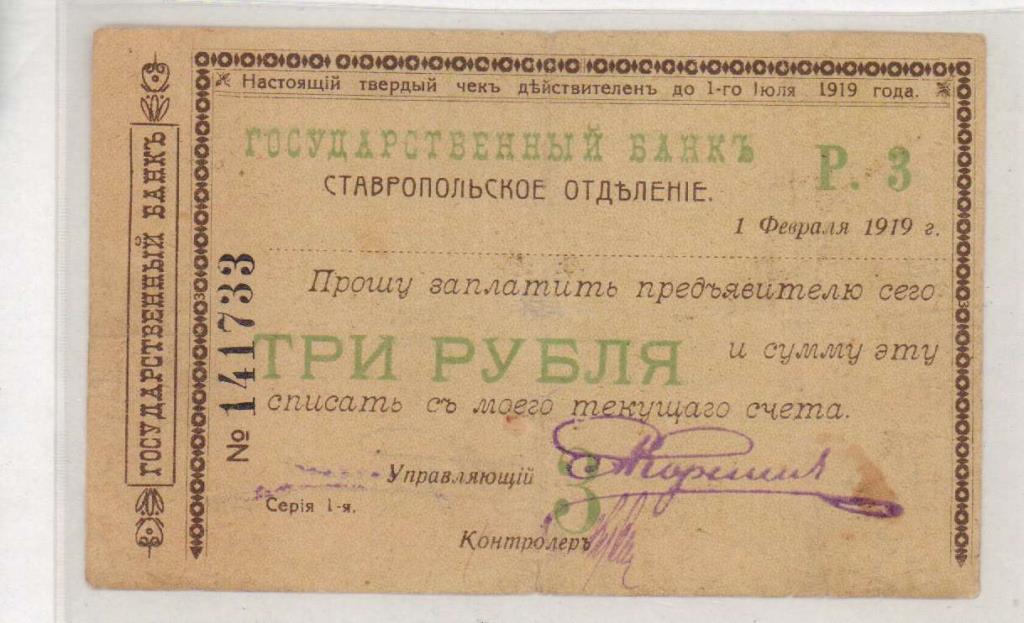 Настоящій твердый чекъ дѣйствителенъ до 1-го Іюля 1919 года.
ГОСУДАРСТВЕННЫЙ БАНКЪ
ГОСУДАРСТВЕННЫЙ БАНКЪ
Р. 3
СТАВРОПОЛЬСКОЕ ОТДѢЛЕНІЕ.
1 Февраля 1919 г.
№ 141733
Прошу заплатить предъявителю сего
ТРИ РУБЛЯ и сумму эту
списать съ моего текущаго счета.
Управляющій
3
Серія 1-я.
Контролеръ